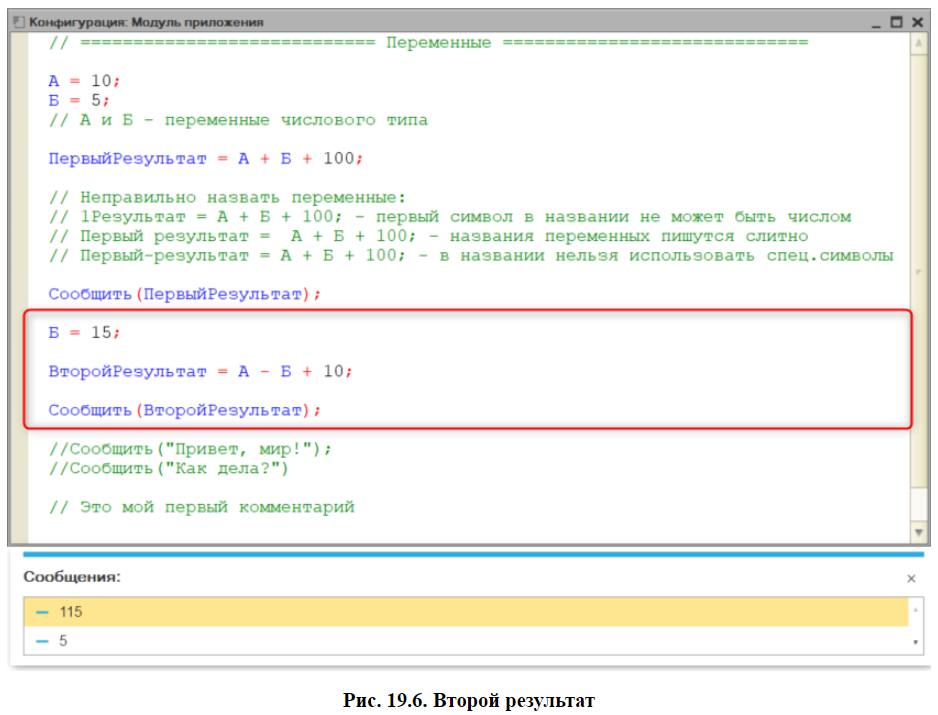 Конфигурация: Модуль приложения
// ============================ Переменные =============================
А = 10;
Б = 5;
// А и Б - переменные числового типа
ПервыйРезультат = А + Б + 100;
// Неправильно назвать переменные:
// 1Результат = А + Б + 100; - первый символ в названии не может быть числом
// Первый результат =  А + Б + 100; - названия переменных пишутся слитно
// Первый-результат = А + Б + 100; - в названии нельзя использовать спец.символы
Сообщить(ПервыйРезультат);
Б = 15;
ВторойРезультат = А - Б + 10;
Сообщить(ВторойРезультат);
//Сообщить("Привет, мир!");
//Сообщить("Как дела?")
// Это мой первый комментарий
Сообщения:
115
5
Рис. 19.6. Второй результат